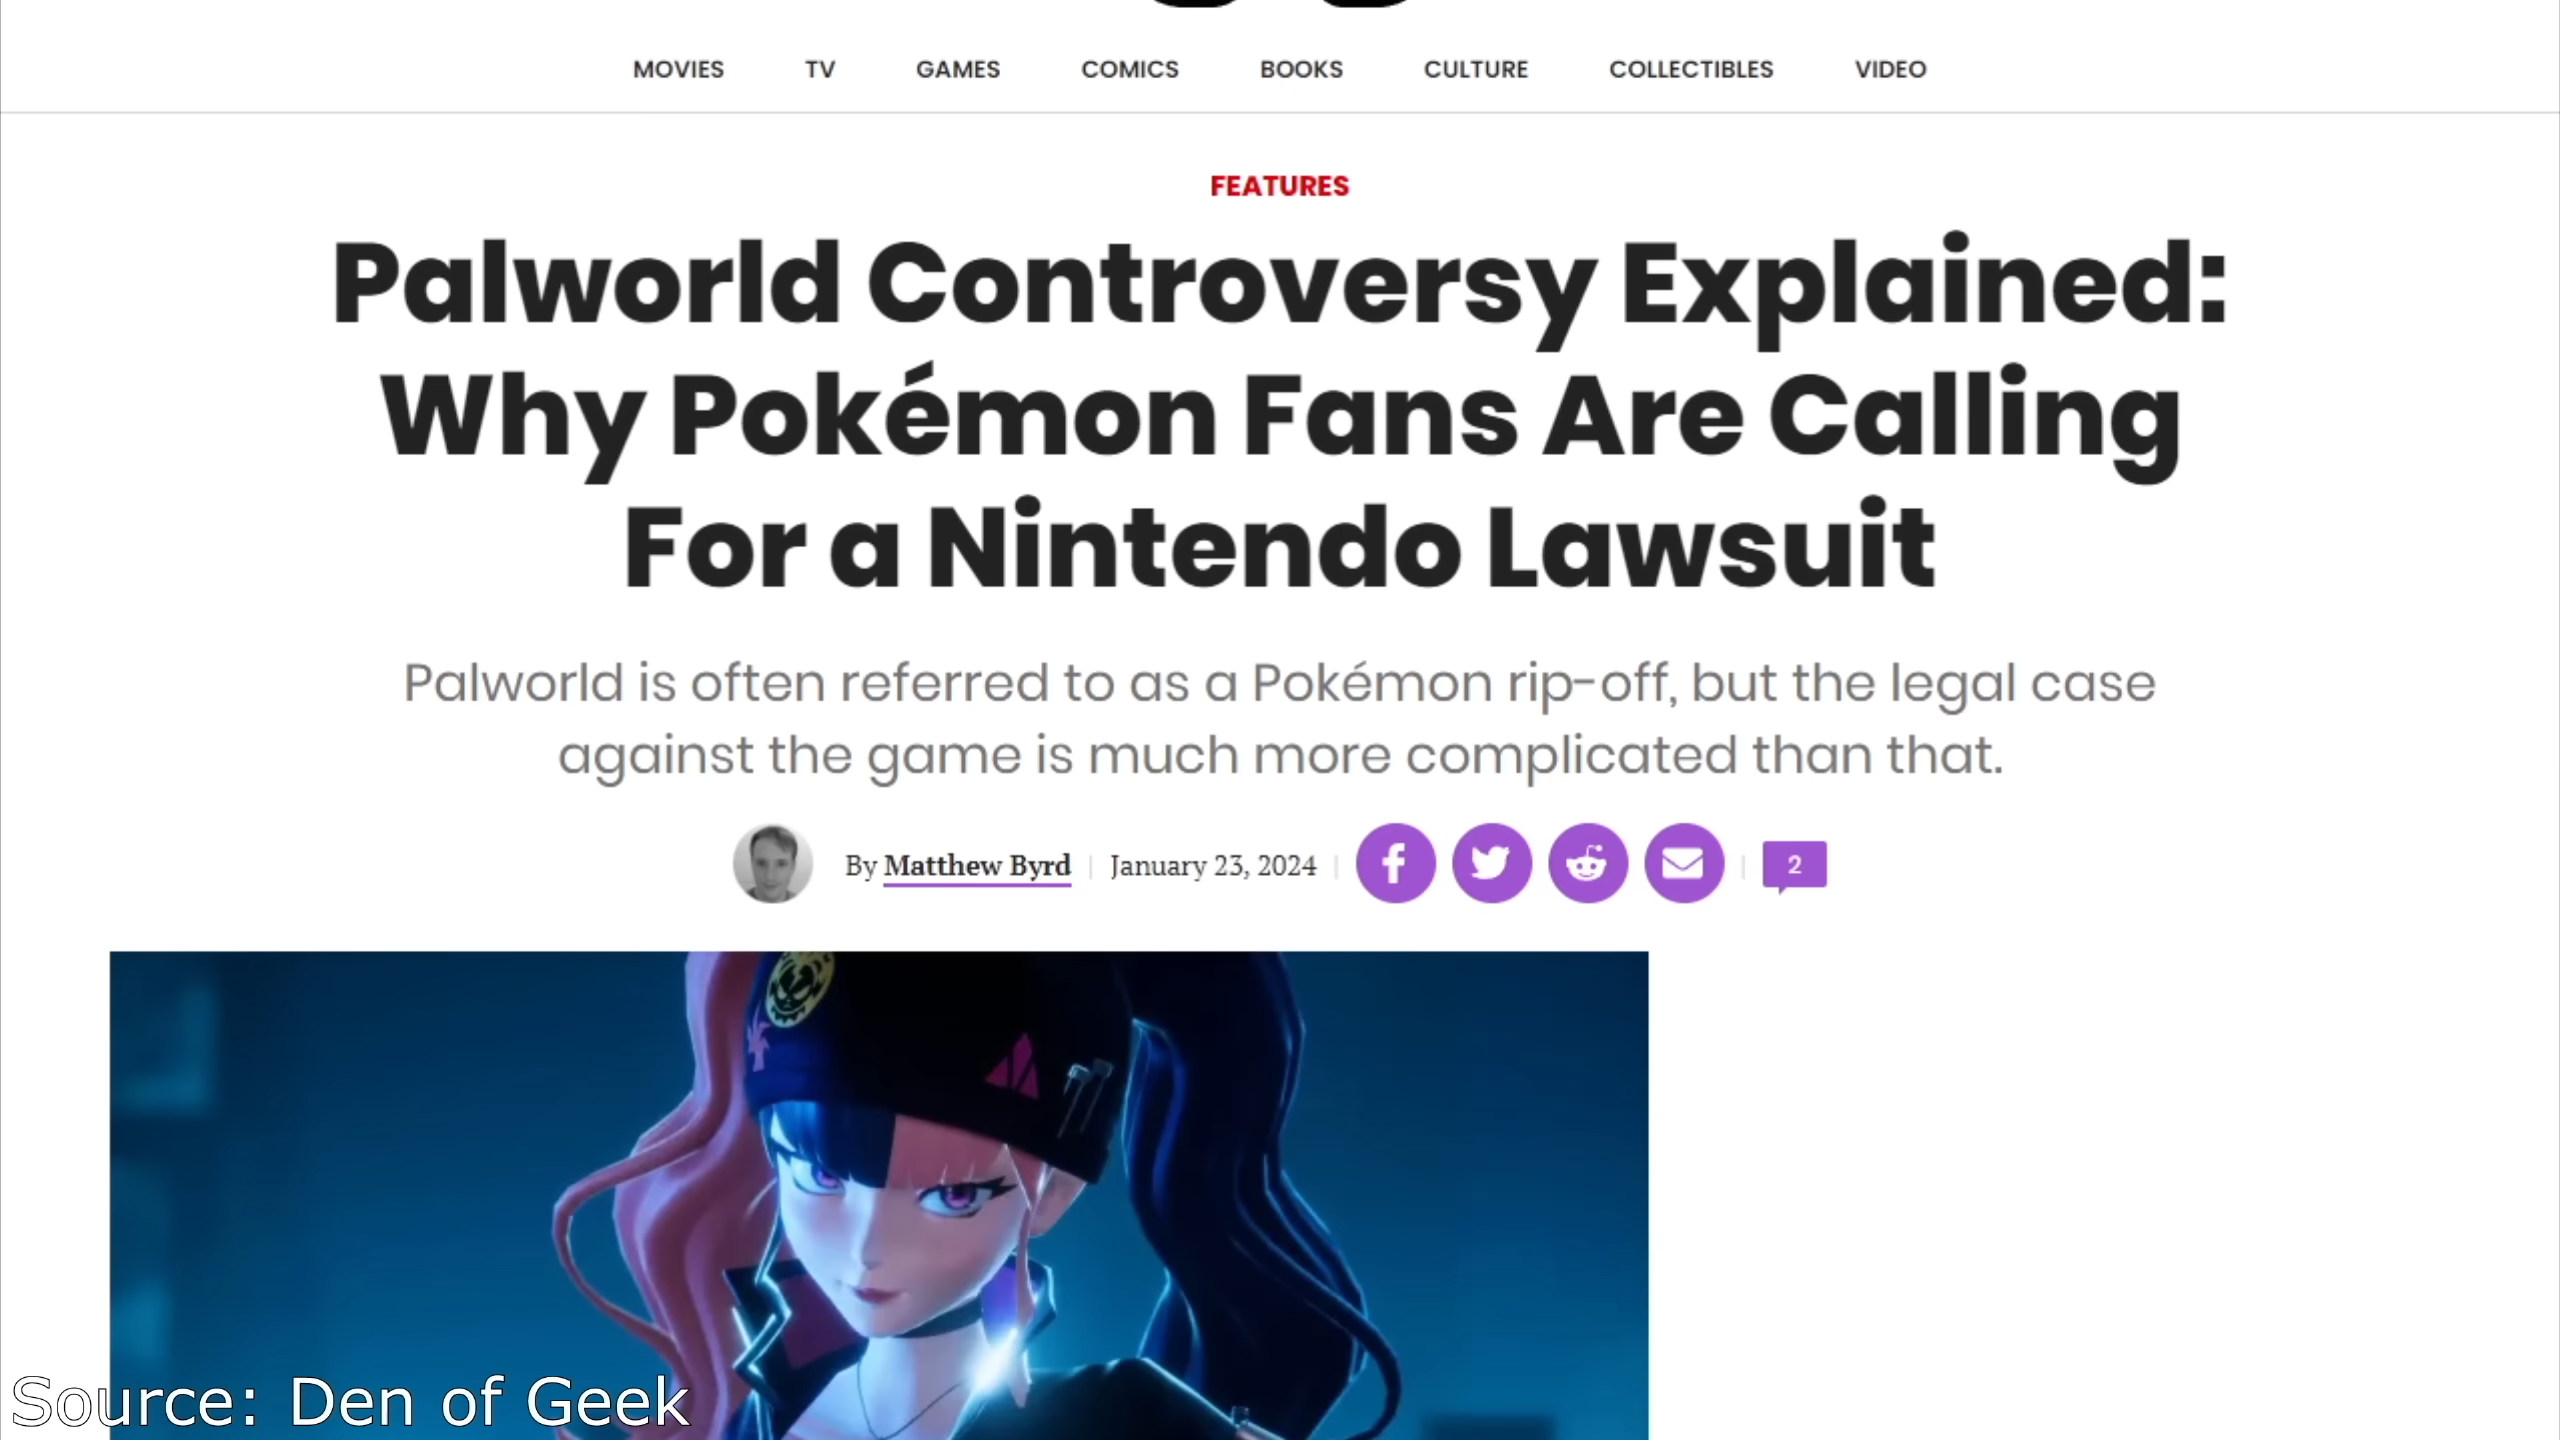 MOVIES TV GAMES COMICS BOOKS CULTURE COLLECTIBLES VIDEO
FEATURES
Palworld Controversy Explained:
Why Pokémon Fans Are Calling
For a Nintendo Lawsuit
Palworld is often referred to as a Pokémon rip-off, but the legal case
against the game is much more complicated than that.
By Matthew Byrd | January 23, 2024 | 2
Source: Den of Geek